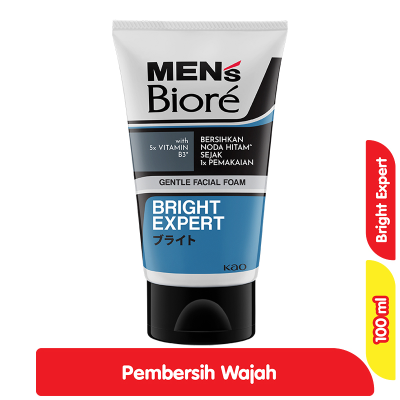 MEN's
Bioré
with
5x VITAMIN
B3*
BERSIHKAN
NODA HITAM*
SEJAK
1x PEMAKAIAN
GENTLE FACIAL FOAM
BRIGHT
EXPERT
ブライト
Kao
Bright Expert
100 ml
Pembersih Wajah